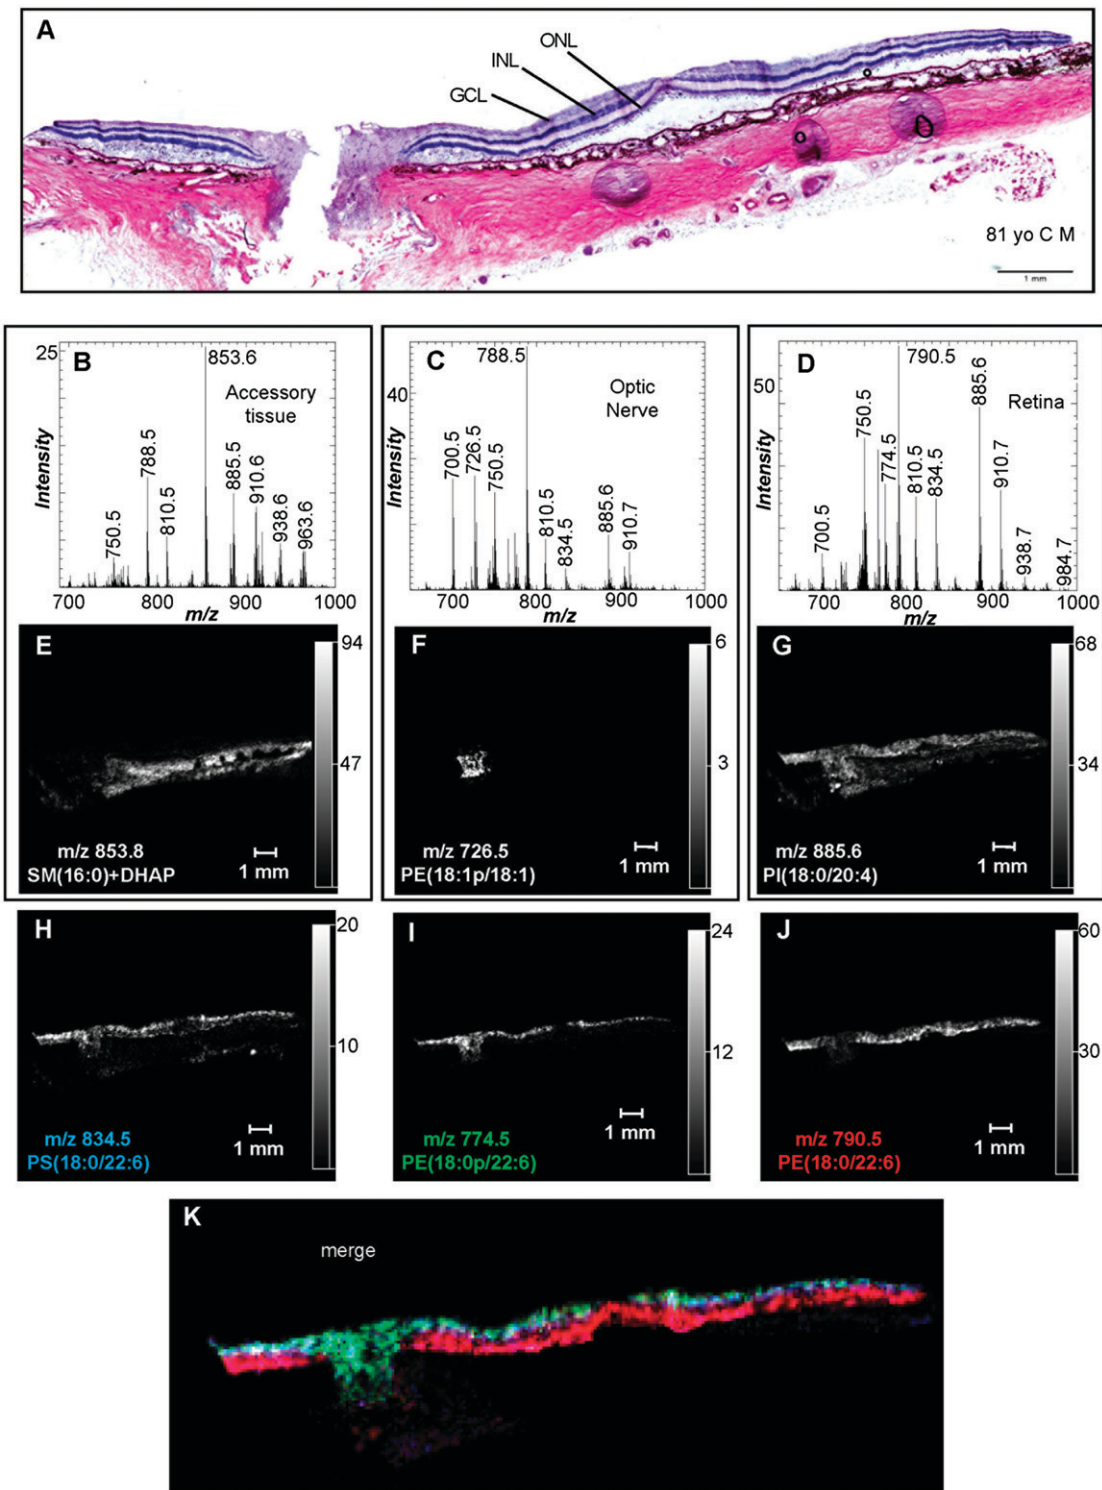 A
ONL
INL
GCL
81 yo C M
1 mm
B
25
853.6
Accessory
tissue
788.5
885.5
910.6
810.5
938.6
963.6
750.5
Intensity
700 800 900 1000
m/z
C
788.5
40
Optic
Nerve
700.5
726.5
750.5
810.5
834.5
885.6
910.7
Intensity
700 800 900 1000
m/z
D
790.5
50
885.6
Retina
750.5
774.5
810.5
834.5
910.7
700.5
938.7
984.7
Intensity
700 800 900 1000
m/z
E
94
47
m/z 853.8
SM(16:0)+DHAP
1 mm
F
6
3
m/z 726.5
PE(18:1p/18:1)
1 mm
G
68
34
m/z 885.6
PI(18:0/20:4)
1 mm
H
20
10
m/z 834.5
PS(18:0/22:6)
1 mm
I
24
12
m/z 774.5
PE(18:0p/22:6)
1 mm
J
60
30
m/z 790.5
PE(18:0/22:6)
1 mm
K
merge